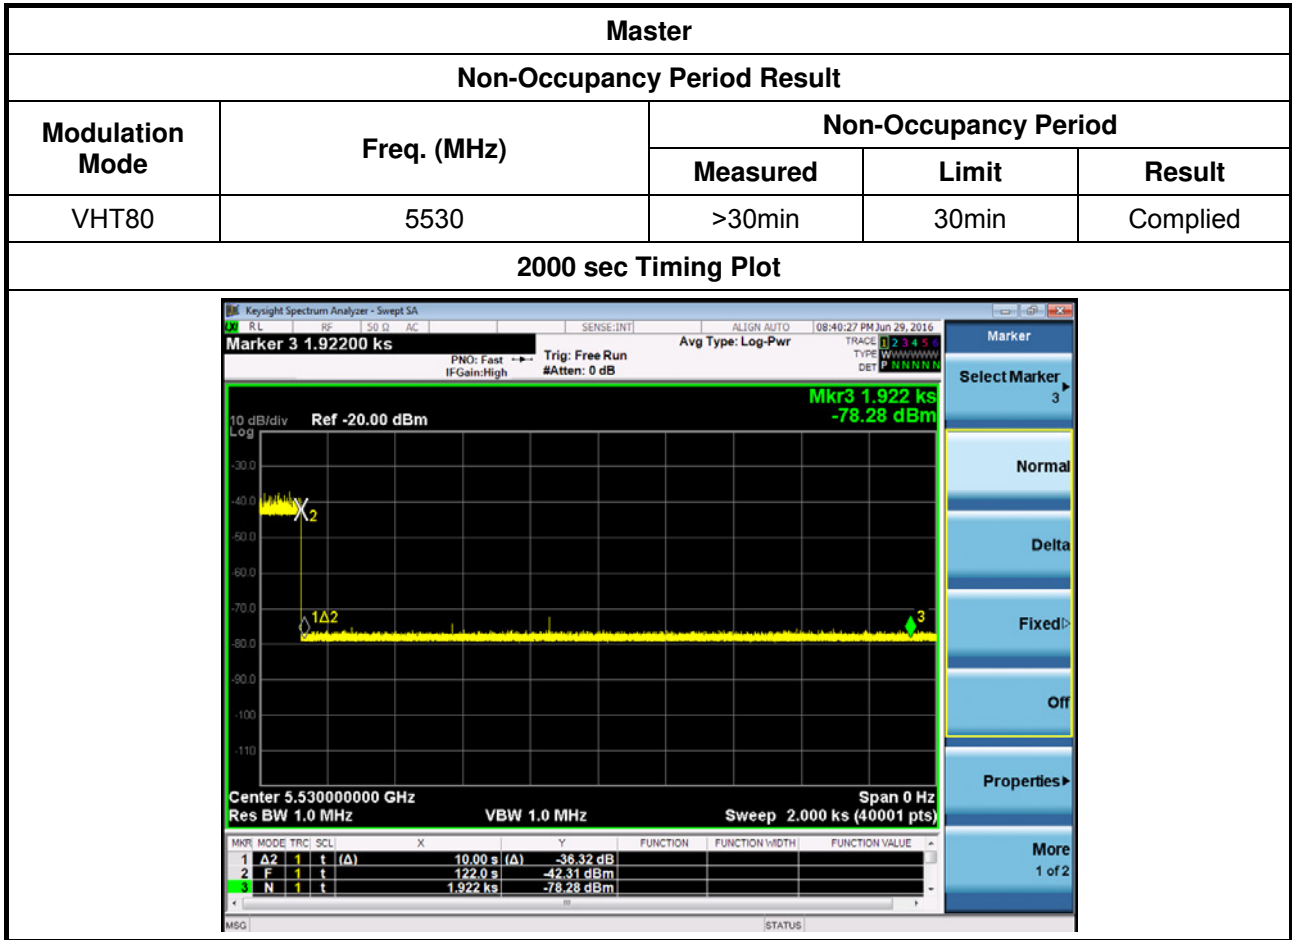 Master
Non-Occupancy Period Result
Modulation Mode
Freq. (MHz)
Non-Occupancy Period
Measured
Limit
Result
VHT80
5530
>30min
30min
Complied
2000 sec Timing Plot
Keysight Spectrum Analyzer - Swept SA
RL RF 50 Ω AC SENSE:INT ALIGN AUTO 08:40:27 PM Jun 29, 2016
Marker 3 1.92200 ks
PNO: Fast
IFGain:High
Trig: Free Run
#Atten: 0 dB
Avg Type: Log-Pwr
TRACE 1 2 3 4 5 6
TYPE WWWWWW
DET P N N N N N
Mkr3 1.922 ks
-78.28 dBm
10 dB/div Ref -20.00 dBm
Log
-30.0
-40.0
-50.0
-60.0
-70.0
-80.0
-90.0
-100
-110
2
1Δ2
3
Center 5.530000000 GHz Span 0 Hz
Res BW 1.0 MHz VBW 1.0 MHz Sweep 2.000 ks (40001 pts)
MKR MODE TRC SCL X Y FUNCTION FUNCTION WIDTH FUNCTION VALUE
1 Δ2 1 t (Δ) 10.00 s (Δ) -36.32 dB
2 F 1 t 122.0 s -42.31 dBm
3 N 1 t 1.922 ks -78.28 dBm
MSG STATUS
Marker
Select Marker
3
Normal
Delta
Fixed
Off
Properties
More
1 of 2